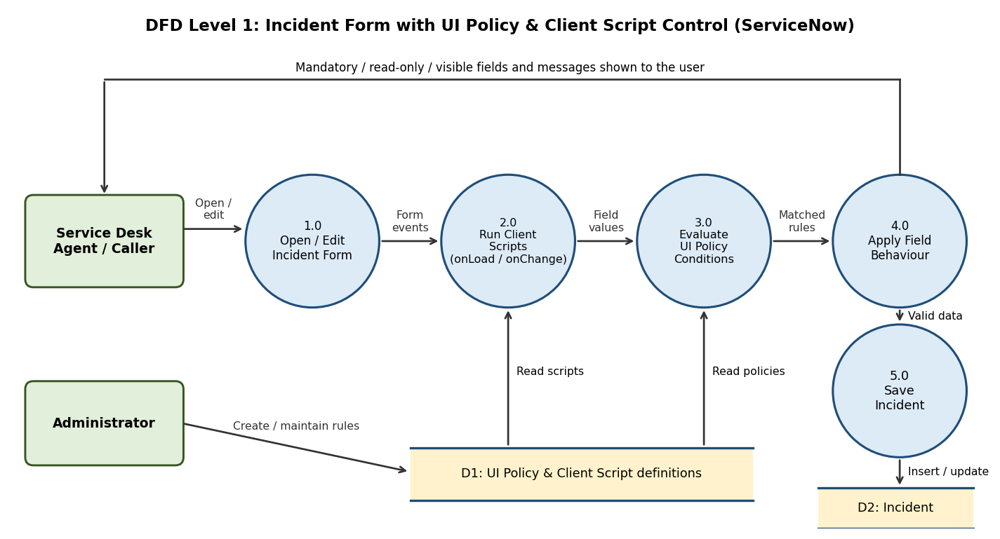 DFD Level 1: Incident Form with UI Policy & Client Script Control (ServiceNow)
Mandatory / read-only / visible fields and messages shown to the user
Service Desk
Agent / Caller
Open /
edit
1.0
Open / Edit
Incident Form
Form
events
2.0
Run Client
Scripts
(onLoad / onChange)
Field
values
3.0
Evaluate
UI Policy
Conditions
Matched
rules
4.0
Apply Field
Behaviour
Valid data
Read scripts
Read policies
5.0
Save
Incident
Administrator
Create / maintain rules
D1: UI Policy & Client Script definitions
Insert / update
D2: Incident